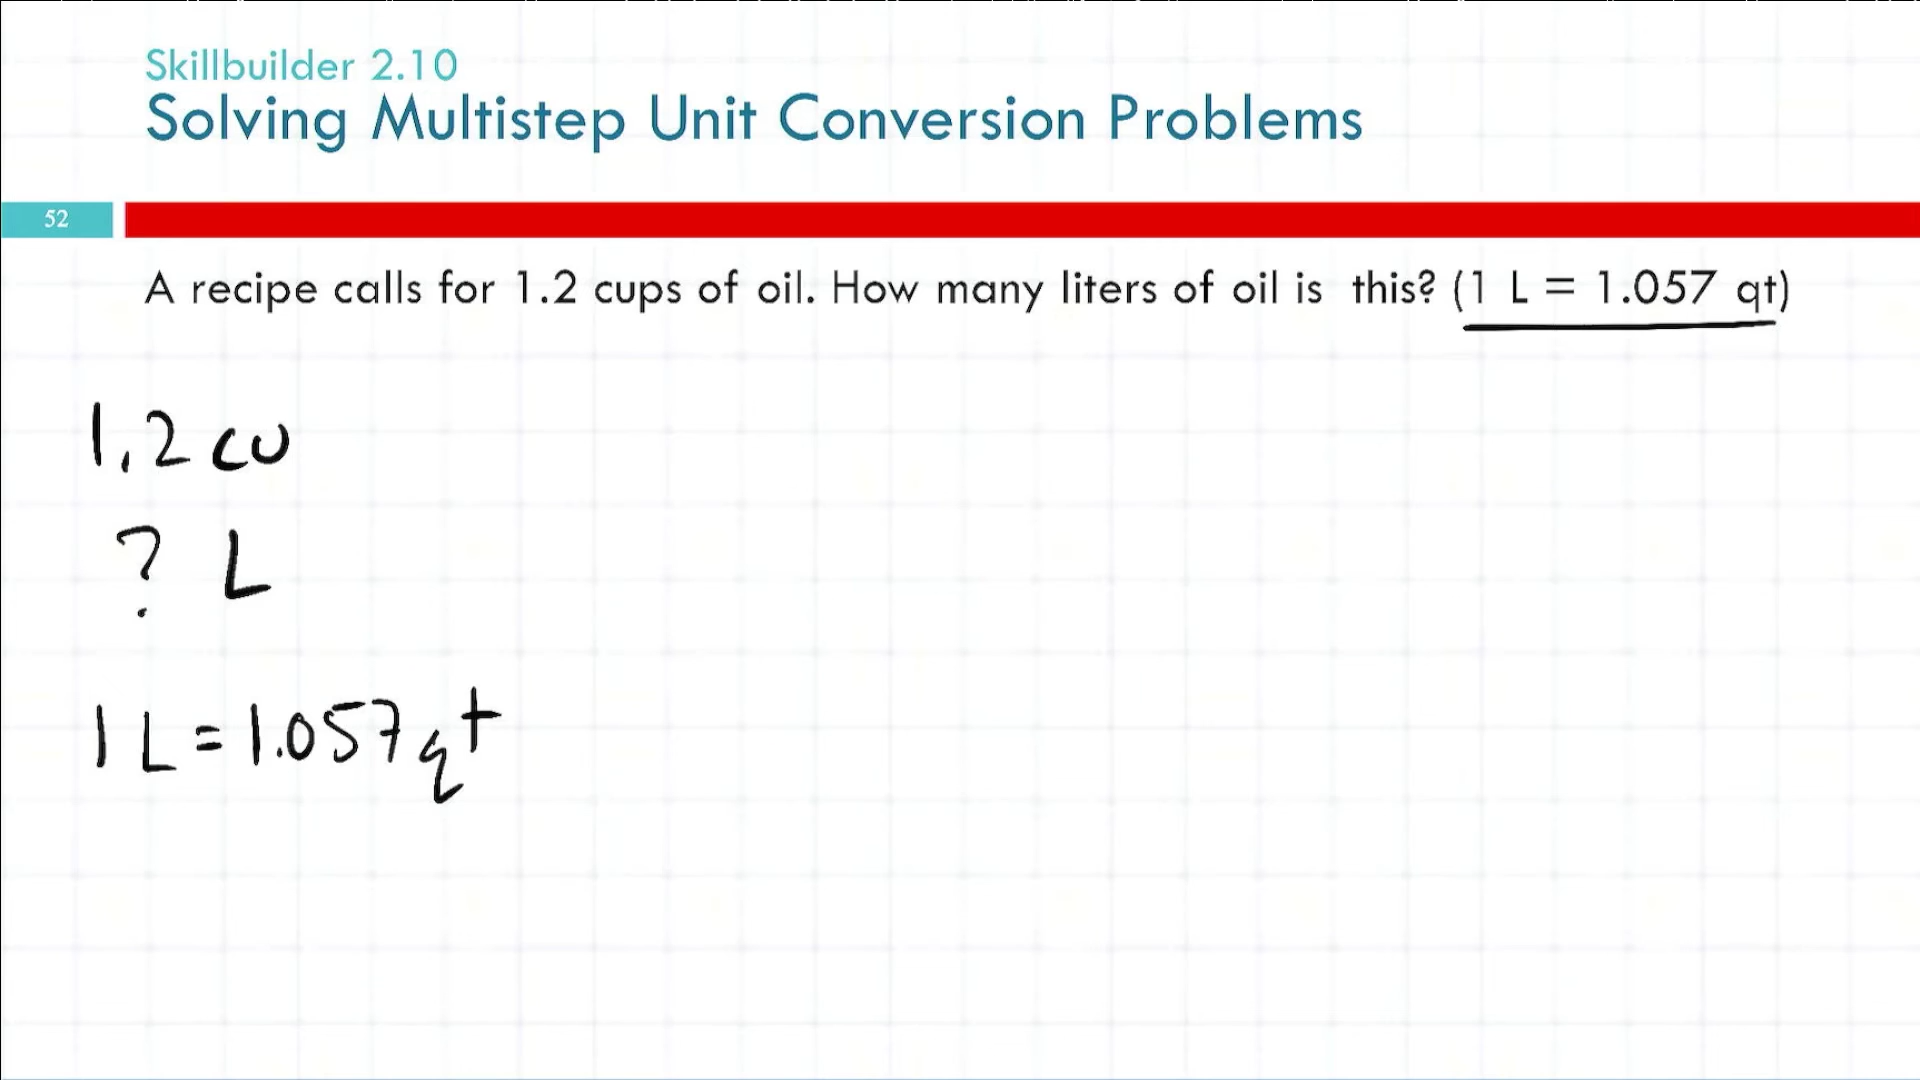 Skillbuilder 2.10
Solving Multistep Unit Conversion Problems
52
A recipe calls for 1.2 cups of oil. How many liters of oil is this? (1 L = 1.057 qt)
1.2 cu
? L
1 L = 1.057 qt